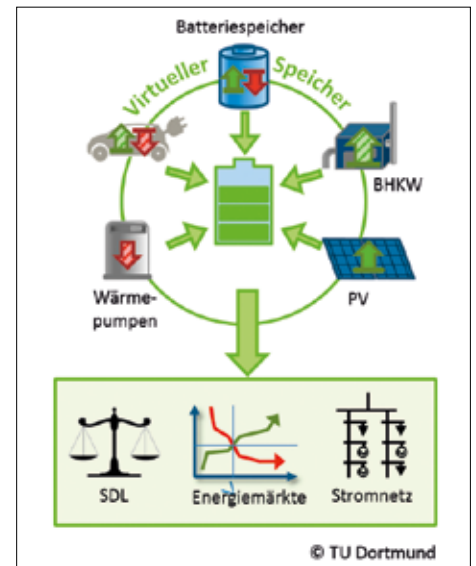 Batteriespeicher
Virtueller Speicher
BHKW
Wärme-
pumpen
PV
SDL
Energiemärkte
Stromnetz
© TU Dortmund